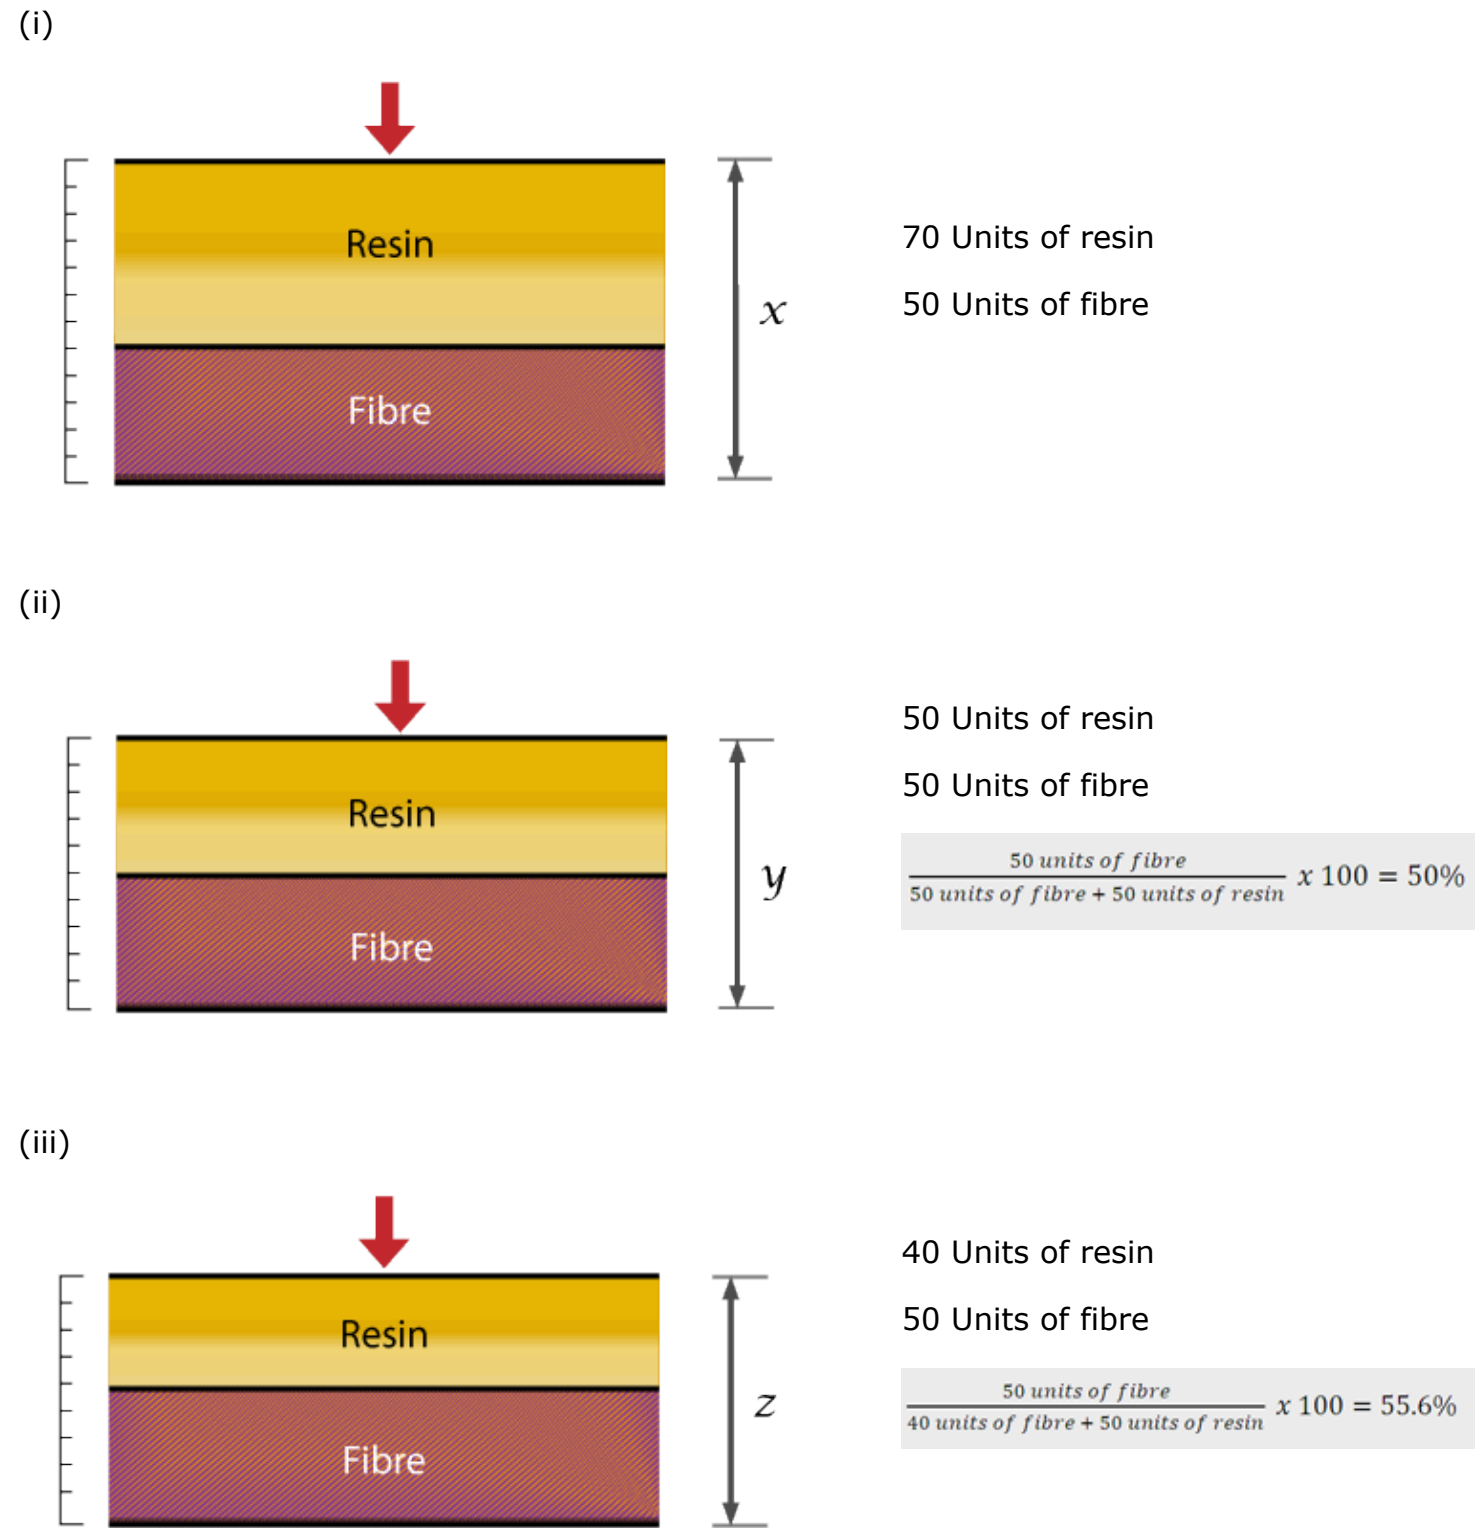 (i)
Resin
Fibre
x
70 Units of resin
50 Units of fibre
(ii)
Resin
Fibre
y
50 Units of resin
50 Units of fibre
50 units of fibre
50 units of fibre + 50 units of resin x 100 = 50%
(iii)
Resin
Fibre
z
40 Units of resin
50 Units of fibre
50 units of fibre
40 units of fibre + 50 units of resin x 100 = 55.6%